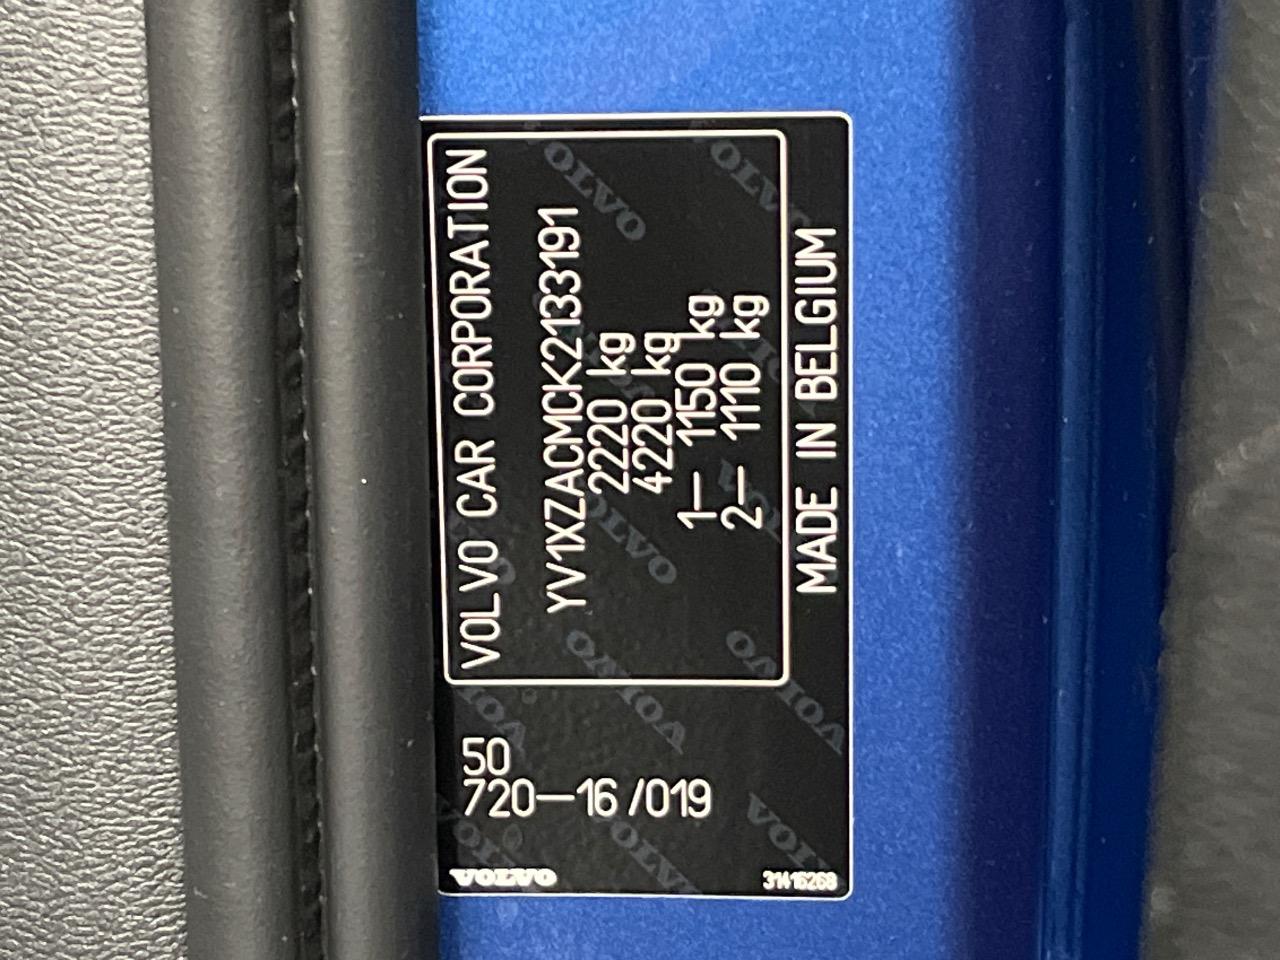 VOLVO CAR CORPORATION
YV1XZACMCK2133191
2220 kg
4220 kg
1— 1150 kg
2— 1110 kg
MADE IN BELGIUM
50
720—16 /019
VOLVO
31416268